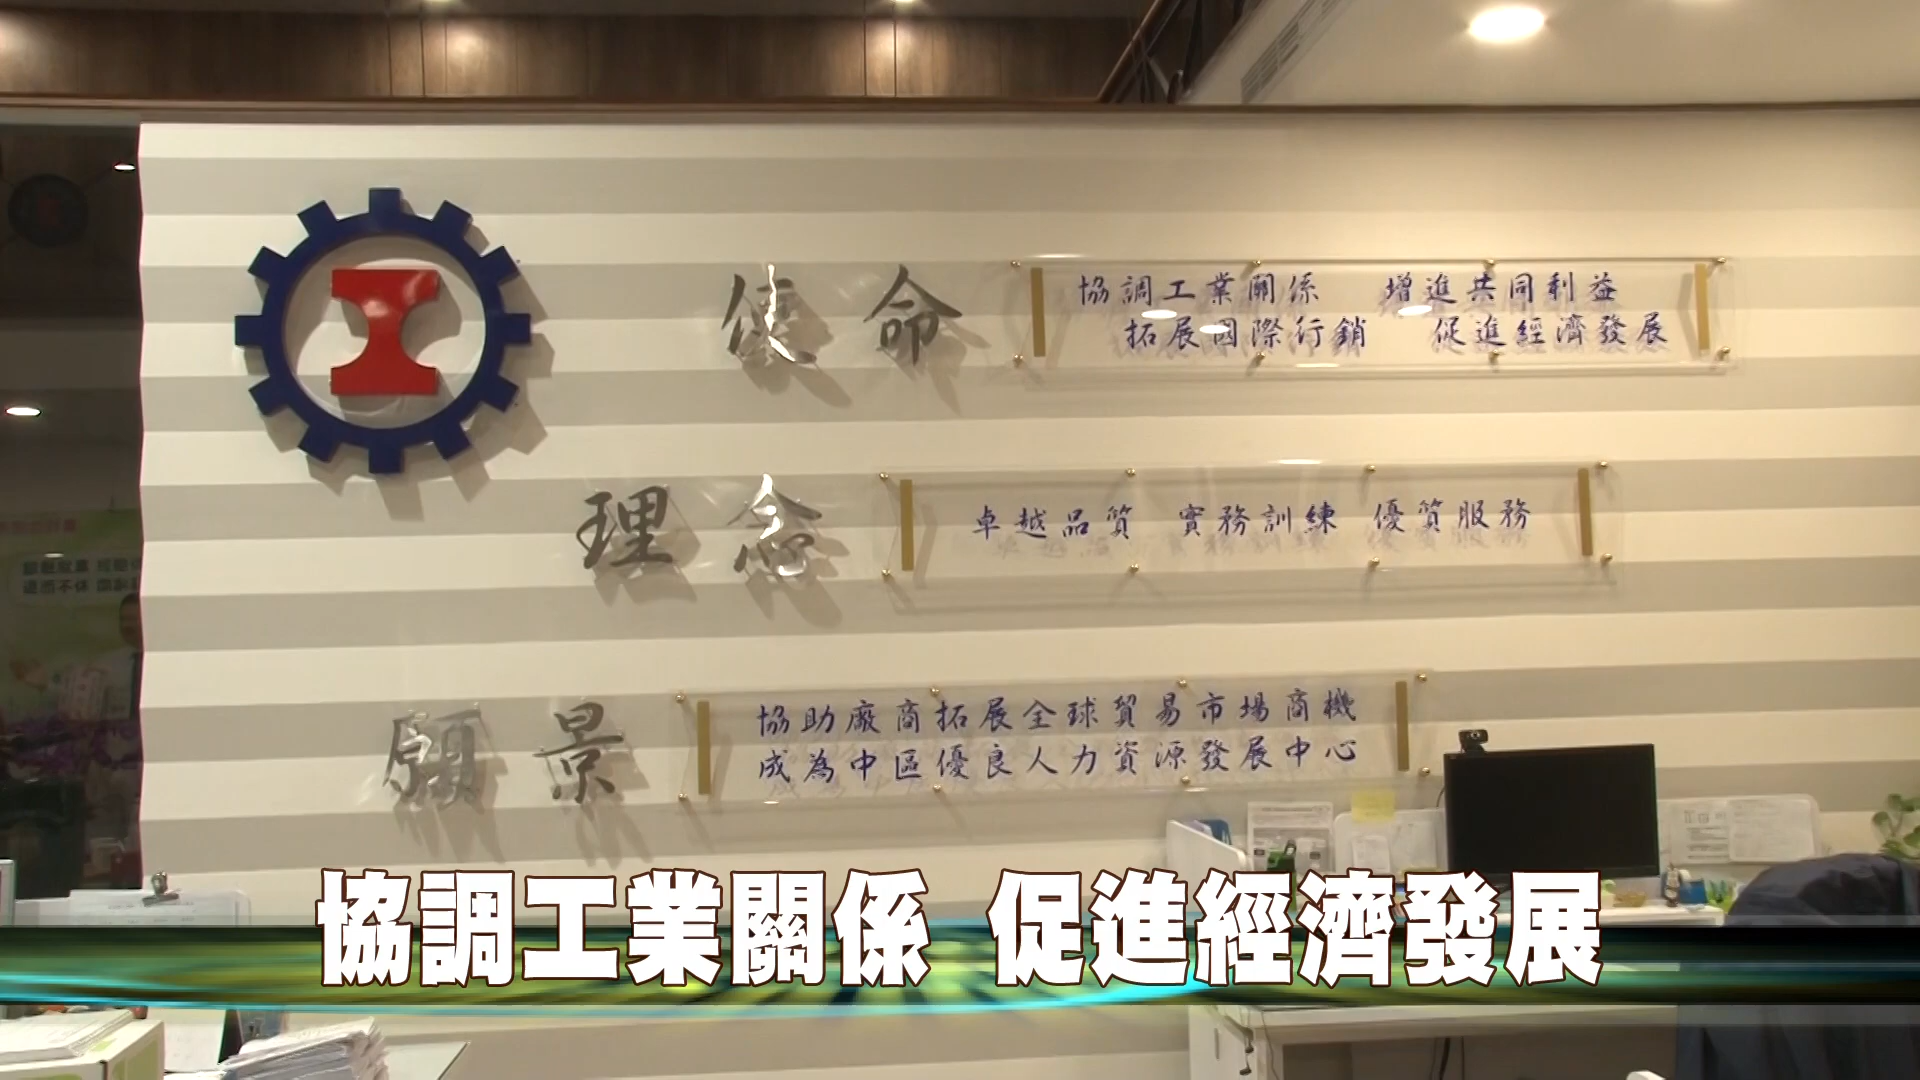 使命
協調工業關係 增進共同利益
拓展國際行銷 促進經濟發展
理念
卓越品質 實務訓練 優質服務
願景
協助廠商拓展全球貿易市場商機
成為中區優良人力資源發展中心
協調工業關係 促進經濟發展